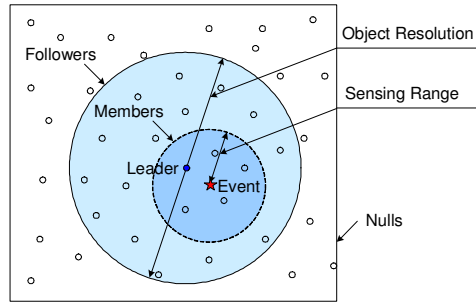 Object Resolution
Followers
Sensing Range
Members
Leader
Event
Nulls